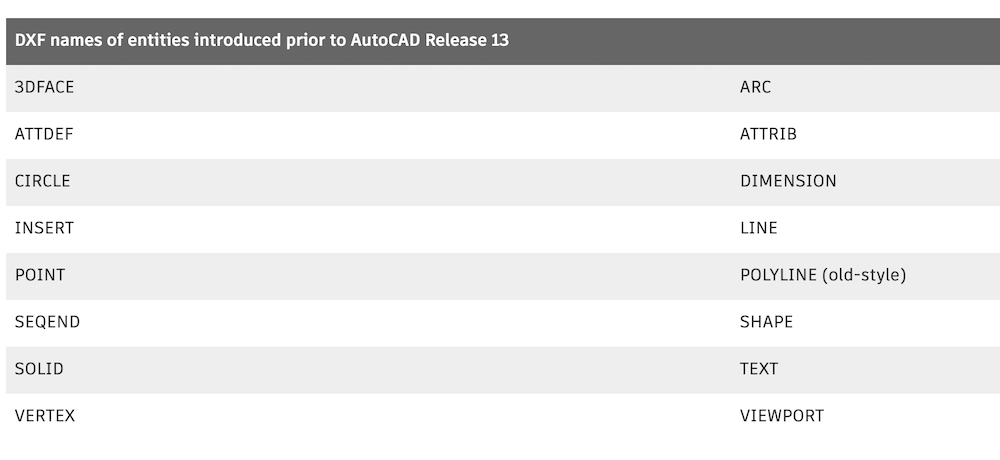 DXF names of entities introduced prior to AutoCAD Release 13
3DFACE ARC
ATTDEF ATTRIB
CIRCLE DIMENSION
INSERT LINE
POINT POLYLINE (old-style)
SEQEND SHAPE
SOLID TEXT
VERTEX VIEWPORT